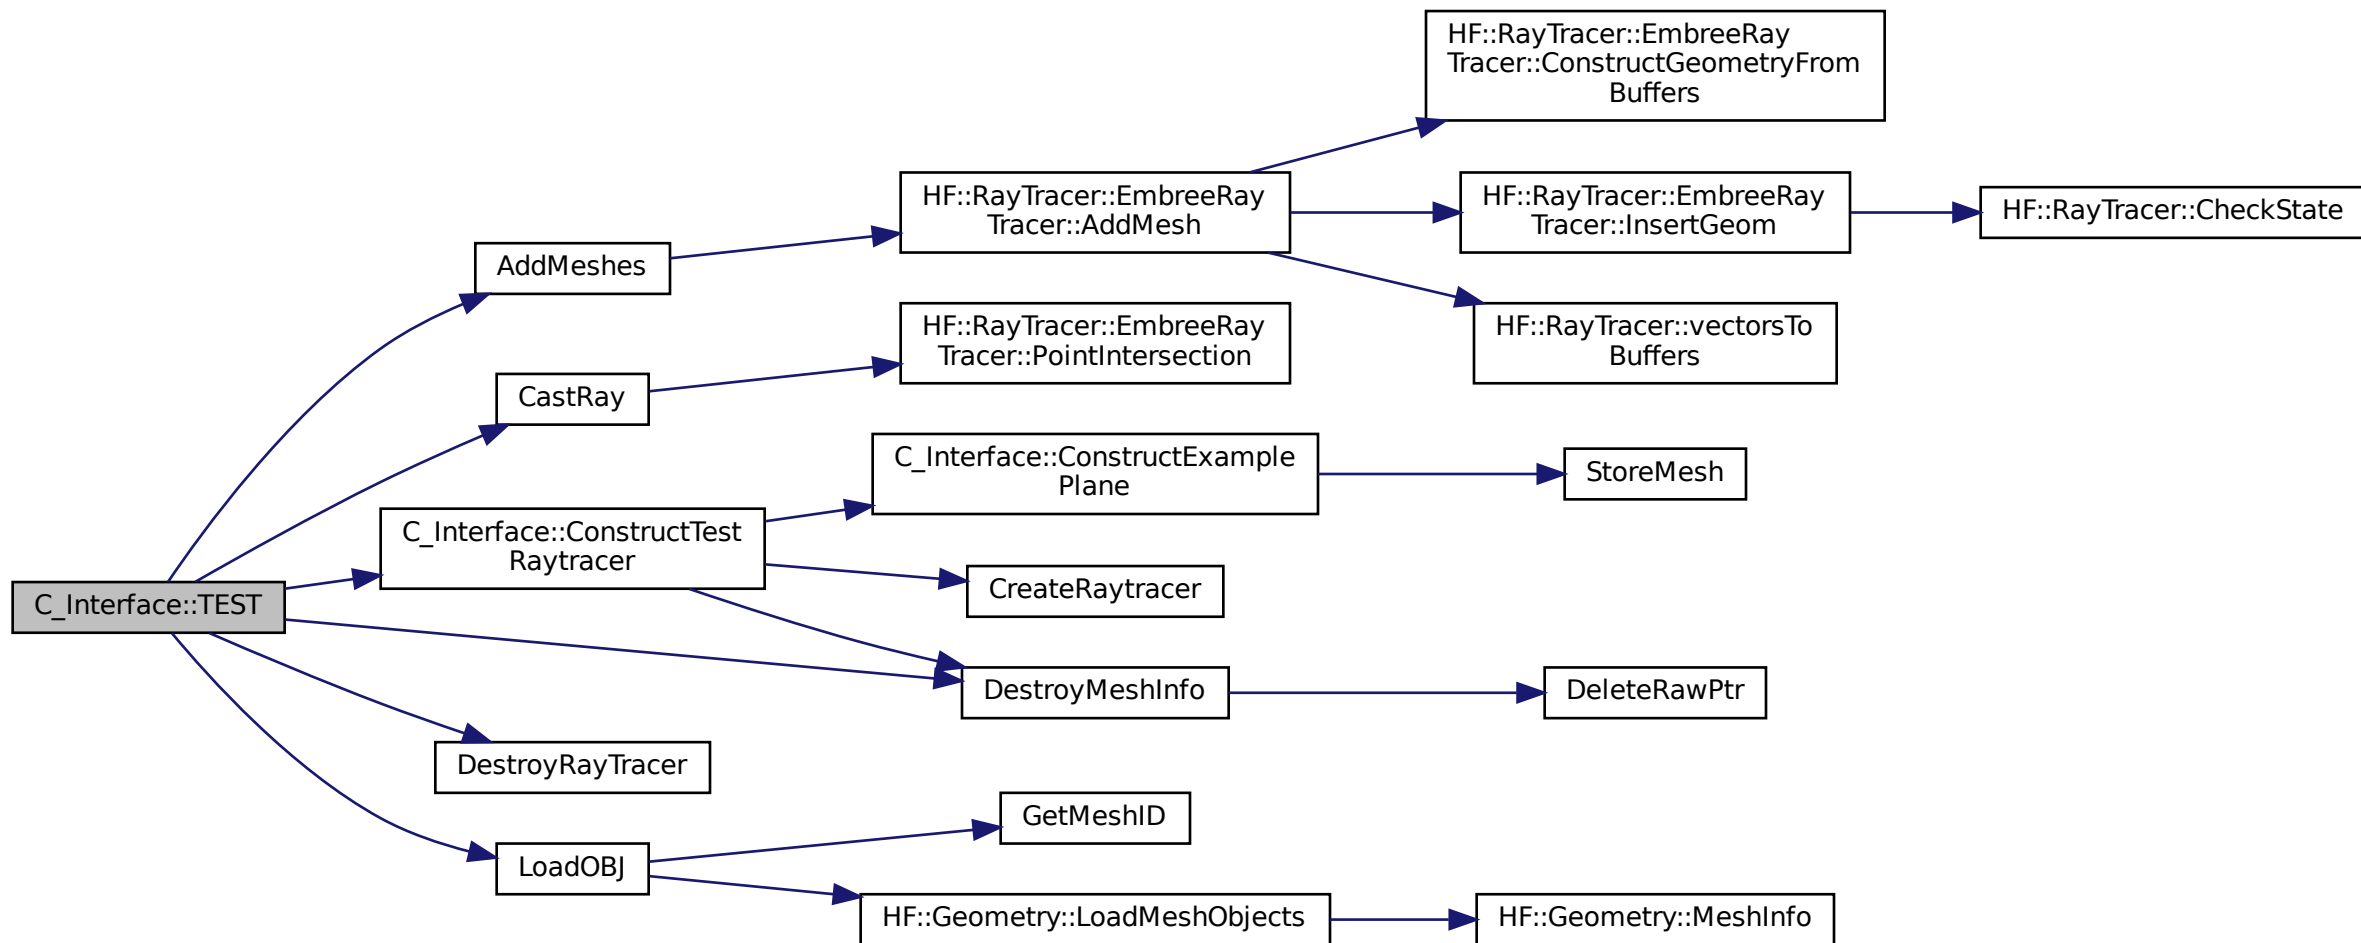 HF::RayTracer::EmbreeRay
Tracer::ConstructGeometryFrom
Buffers
HF::RayTracer::EmbreeRay
Tracer::AddMesh
HF::RayTracer::EmbreeRay
Tracer::InsertGeom
HF::RayTracer::CheckState
AddMeshes
HF::RayTracer::vectorsTo
Buffers
HF::RayTracer::EmbreeRay
Tracer::PointIntersection
CastRay
C_Interface::ConstructExample
Plane
StoreMesh
C_Interface::ConstructTest
Raytracer
CreateRaytracer
C_Interface::TEST
DestroyMeshInfo
DeleteRawPtr
DestroyRayTracer
GetMeshID
LoadOBJ
HF::Geometry::LoadMeshObjects
HF::Geometry::MeshInfo